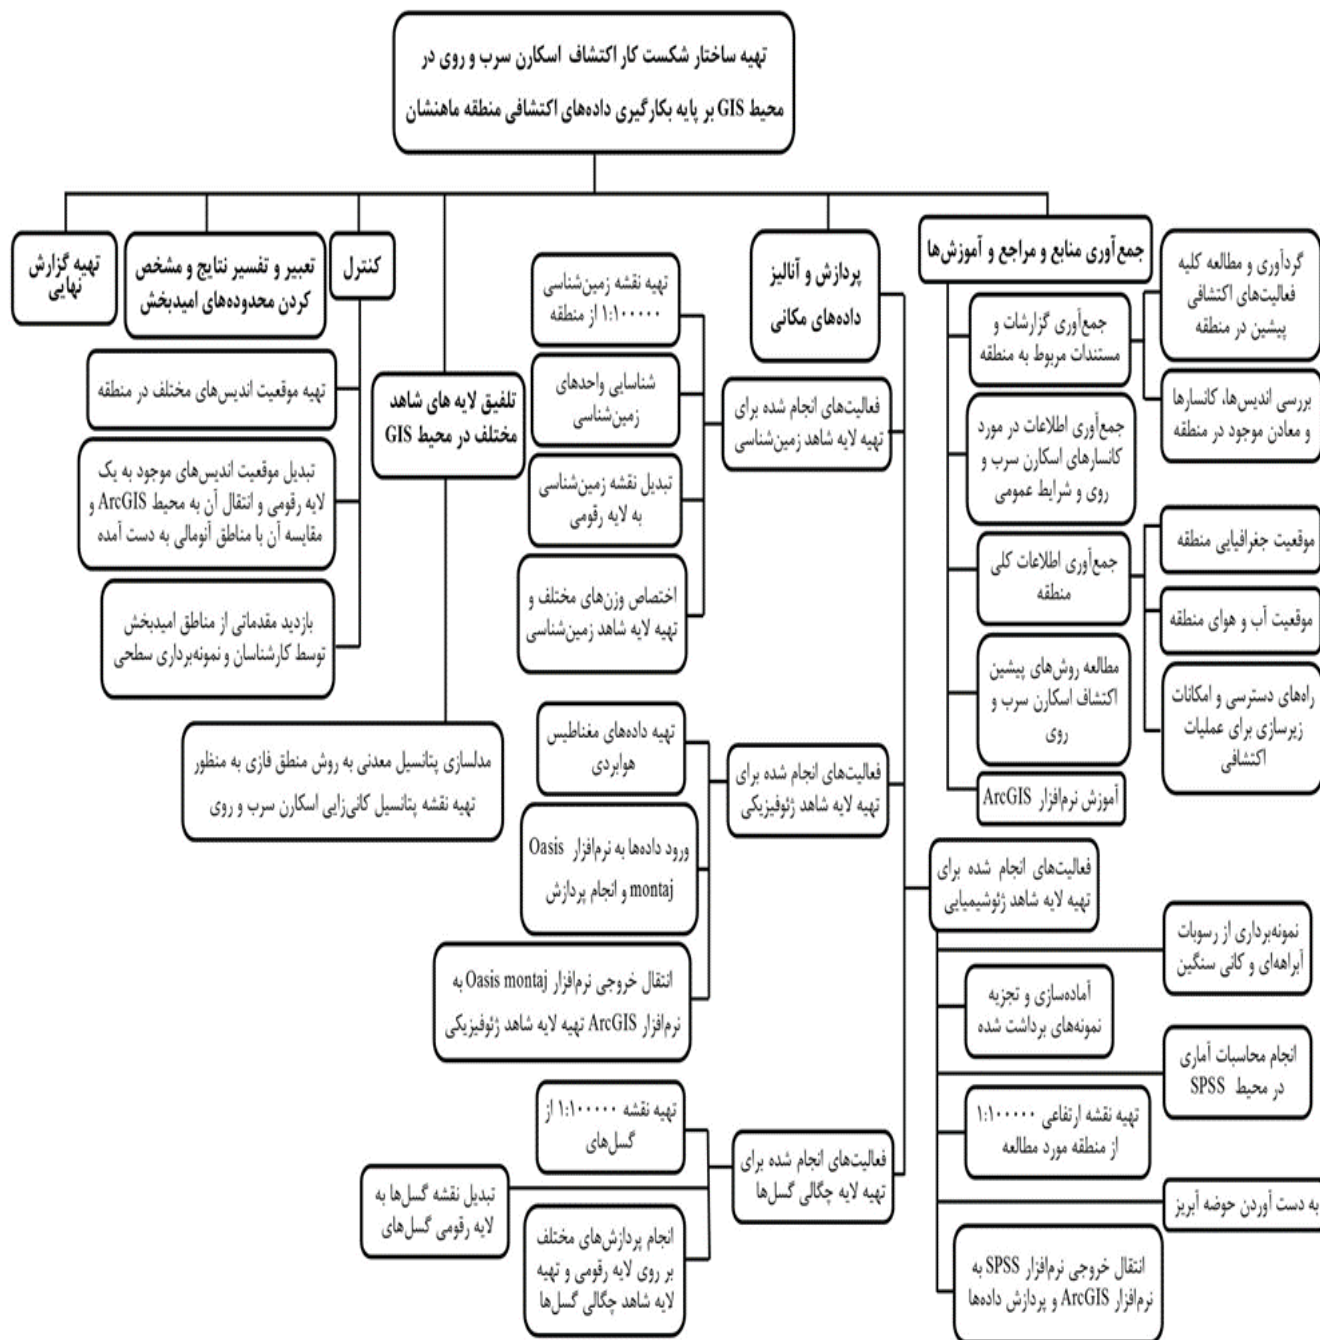 تهیه ساختار شکست کار اکتشاف اسکارن سرب و روی در
محیط GIS بر پایه بکارگیری داده‌های اکتشافی منطقه ماهنشان
جمع‌آوری منابع و مراجع و آموزش‌ها
جمع‌آوری گزارشات و
مستندات مربوط به منطقه
گردآوری و مطالعه کلیه
فعالیت‌های اکتشافی
پیشین در منطقه
بررسی اندیس‌ها، کانسارها
و معادن موجود در منطقه
جمع‌آوری اطلاعات در مورد
کانسارهای اسکارن سرب و
روی و شرایط عمومی
جمع‌آوری اطلاعات کلی
منطقه
موقعیت جغرافیایی منطقه
موقعیت آب و هوای منطقه
راه‌های دسترسی و امکانات
زیرسازی برای عملیات
اکتشافی
مطالعه روش‌های پیشین
اکتشاف اسکارن سرب و
روی
آموزش نرم‌افزار ArcGIS
پردازش و آنالیز
داده‌های مکانی
فعالیت‌های انجام شده برای
تهیه لایه شاهد زمین‌شناسی
تهیه نقشه زمین‌شناسی
۱:۱۰۰۰۰۰ از منطقه
شناسایی واحدهای
زمین‌شناسی
تبدیل نقشه زمین‌شناسی
به لایه رقومی
اختصاص وزن‌های مختلف و
تهیه لایه شاهد زمین‌شناسی
فعالیت‌های انجام شده برای
تهیه لایه شاهد ژئوفیزیکی
تهیه داده‌های مغناطیس
هوابردی
ورود داده‌ها به نرم‌افزار Oasis
montaj و انجام پردازش
انتقال خروجی نرم‌افزار Oasis montaj به
نرم‌افزار ArcGIS تهیه لایه شاهد ژئوفیزیکی
فعالیت‌های انجام شده برای
تهیه لایه شاهد ژئوشیمیایی
نمونه‌برداری از رسوبات
آبراهه‌ای و کانی سنگین
آماده‌سازی و تجزیه
نمونه‌های برداشت شده
انجام محاسبات آماری
در محیط SPSS
تهیه نقشه ارتفاعی ۱:۱۰۰۰۰۰
از منطقه مورد مطالعه
به دست آوردن حوضه آبریز
انتقال خروجی نرم‌افزار SPSS به
نرم‌افزار ArcGIS و پردازش داده‌ها
فعالیت‌های انجام شده برای
تهیه لایه چگالی گسل‌ها
تهیه نقشه ۱:۱۰۰۰۰۰ از
گسل‌های
تبدیل نقشه گسل‌ها به
لایه رقومی گسل‌های
انجام پردازش‌های مختلف
بر روی لایه رقومی و تهیه
لایه شاهد چگالی گسل‌ها
تلفیق لایه های شاهد
مختلف در محیط GIS
مدلسازی پتانسیل معدنی به روش منطق فازی به منظور
تهیه نقشه پتانسیل کانی‌زایی اسکارن سرب و روی
کنترل
تهیه موقعیت اندیس‌های مختلف در منطقه
تبدیل موقعیت اندیس‌های موجود به یک
لایه رقومی و انتقال آن به محیط ArcGIS و
مقایسه آن با مناطق آنومالی به دست آمده
بازدید مقدماتی از مناطق امیدبخش
توسط کارشناسان و نمونه‌برداری سطحی
تعبیر و تفسیر نتایج و مشخص
کردن محدوده‌های امیدبخش
تهیه گزارش
نهایی